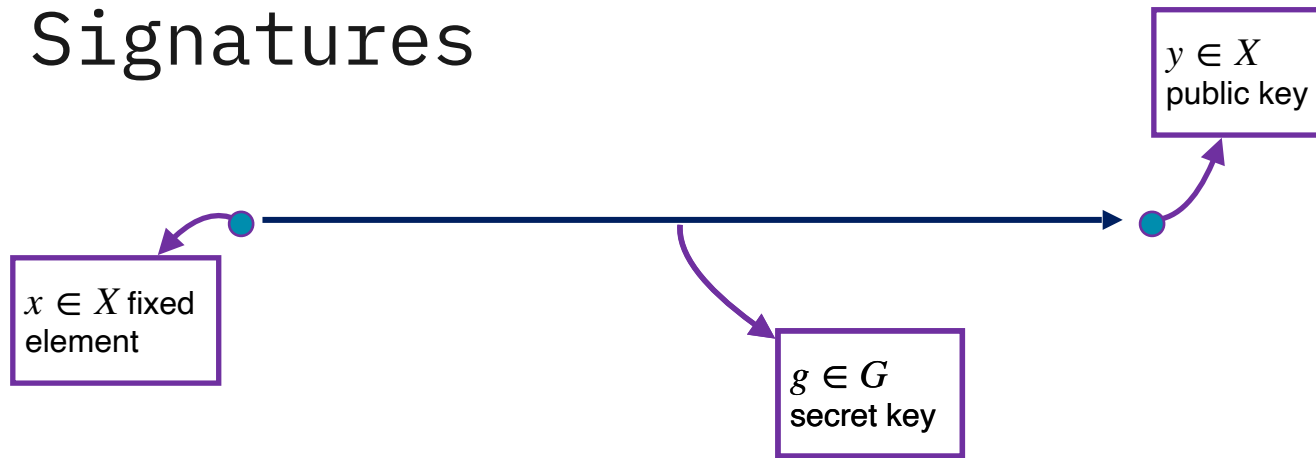 Signatures
y ∈ X
public key
x ∈ X fixed
element
g ∈ G
secret key